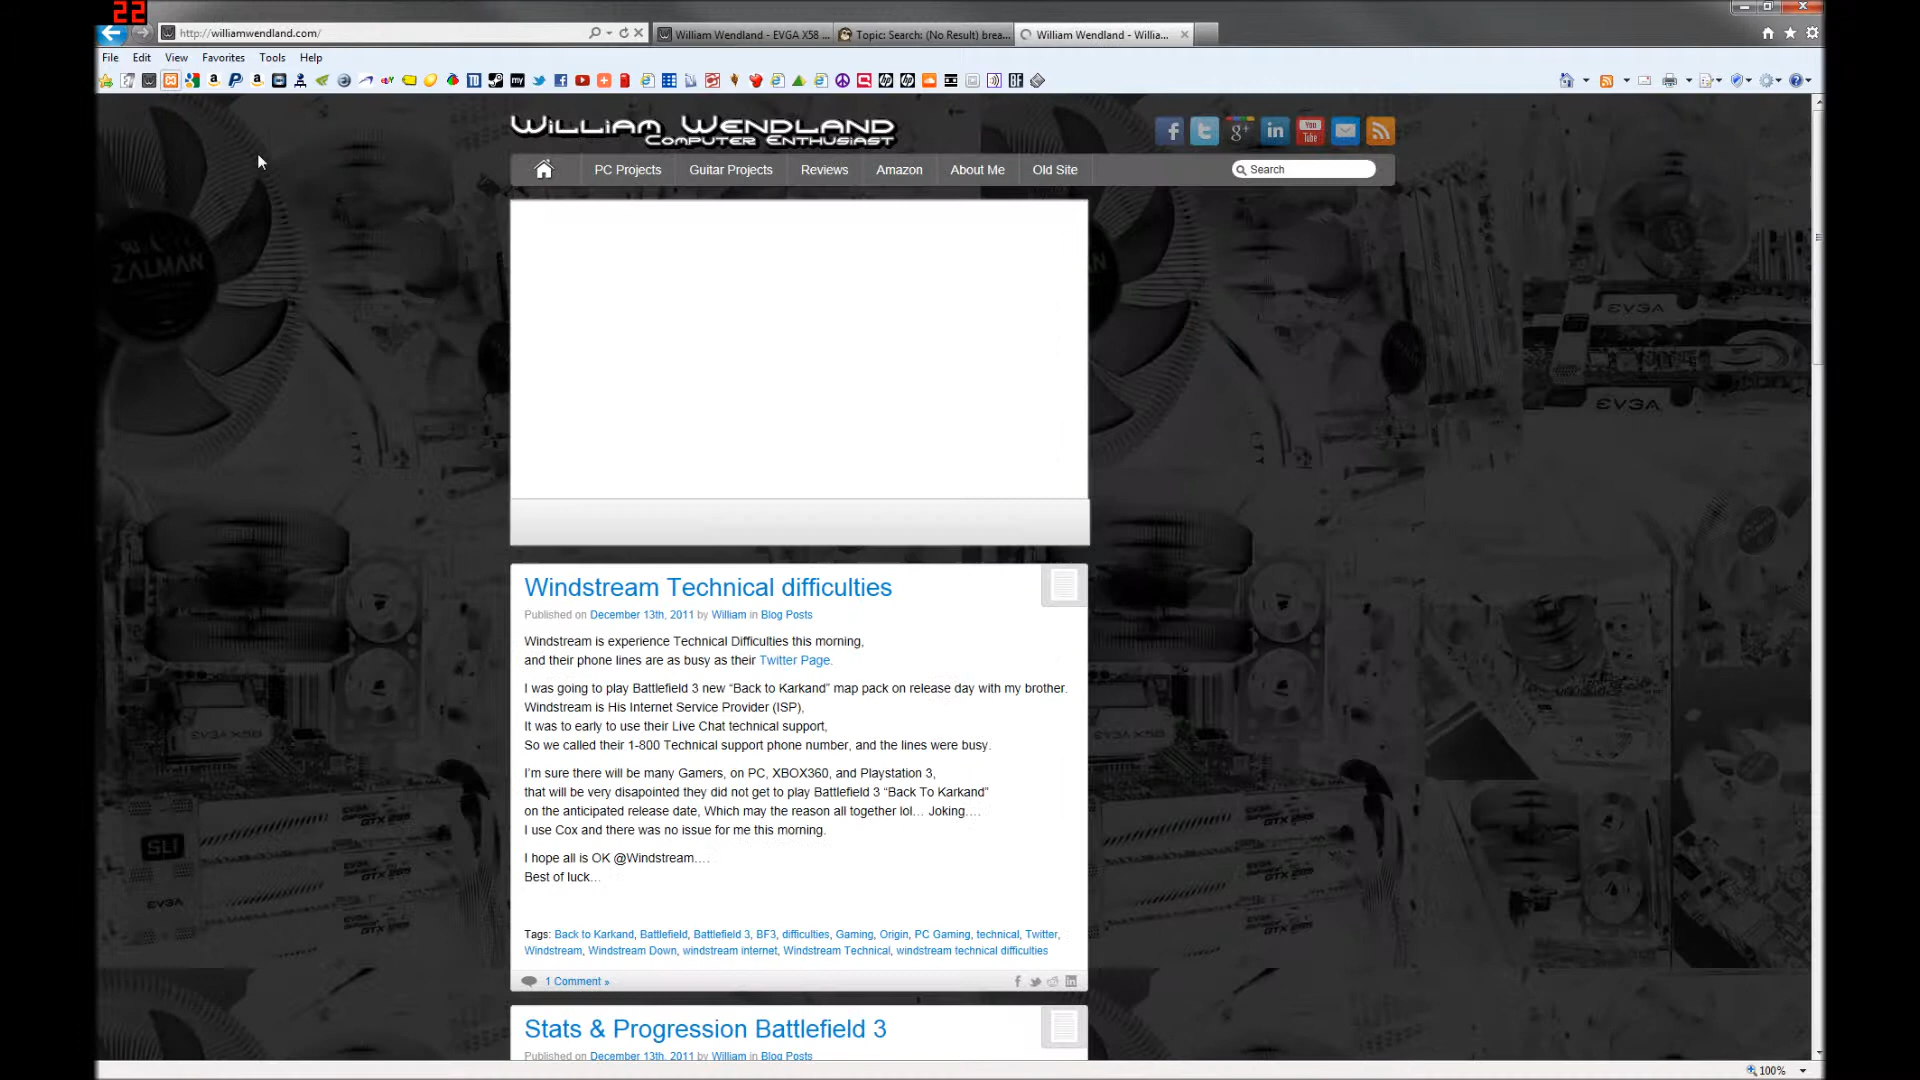 22
http://williamwendland.com/
William Wendland - EVGA X58 ...
Topic: Search: (No Result) brea...
William Wendland - Willia...
File Edit View Favorites Tools Help
William Wendland
Computer Enthusiast
PC Projects Guitar Projects Reviews Amazon About Me Old Site Search
ZALMAN
EVGA
EVGA
Windstream Technical difficulties
Published on December 13th, 2011 by William in Blog Posts
Windstream is experience Technical Difficulties this morning,
and their phone lines are as busy as their Twitter Page.
I was going to play Battlefield 3 new “Back to Karkand” map pack on release day with my brother.
Windstream is His Internet Service Provider (ISP),
It was to early to use their Live Chat technical support,
So we called their 1-800 Technical support phone number, and the lines were busy.
I’m sure there will be many Gamers, on PC, XBOX360, and Playstation 3,
that will be very disapointed they did not get to play Battlefield 3 “Back To Karkand”
on the anticipated release date, Which may the reason all together lol… Joking….
I use Cox and there was no issue for me this morning.
I hope all is OK @Windstream….
Best of luck…
Tags: Back to Karkand, Battlefield, Battlefield 3, BF3, difficulties, Gaming, Origin, PC Gaming, technical, Twitter,
Windstream, Windstream Down, windstream internet, Windstream Technical, windstream technical difficulties
1 Comment »
SLI
EVGA
Stats & Progression Battlefield 3
Published on December 13th, 2011 by William in Blog Posts
100%